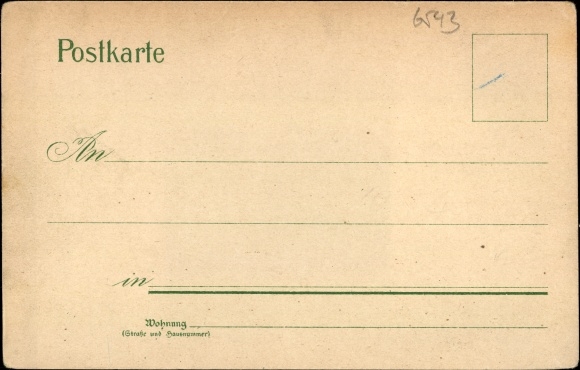 6543
Postkarte
An
in
Wohnung
(Straße und Hausnummer)